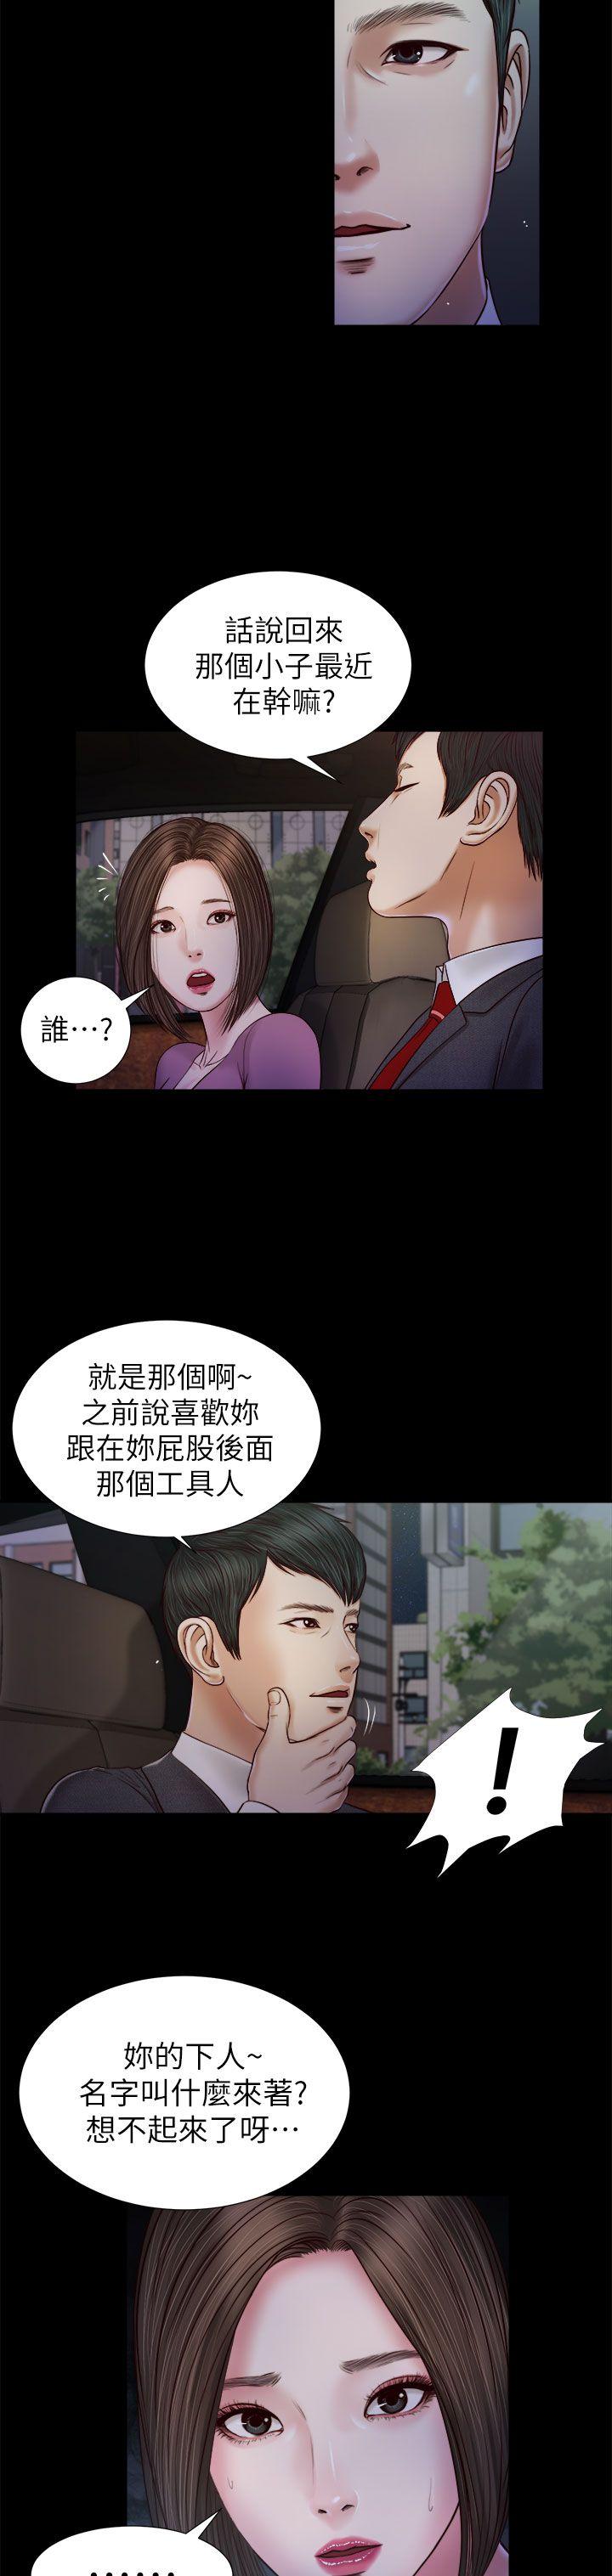 話說回來
那個小子最近
在幹嘛?
誰⋯?
就是那個啊~
之前說喜歡妳
跟在妳屁股後面
那個工具人
!
妳的下人~
名字叫什麼來著?
想不起來了呀⋯
⋯⋯